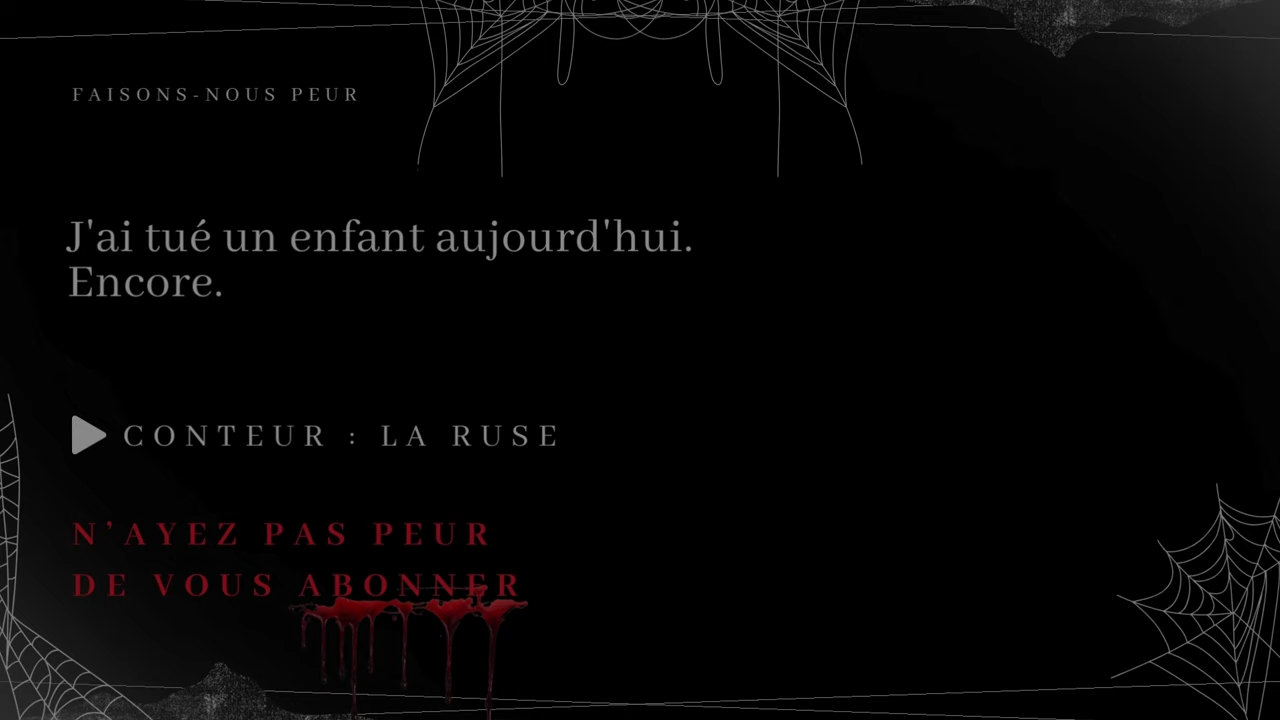 FAISONS-NOUS PEUR
J'ai tué un enfant aujourd'hui.
Encore.
CONTEUR : LA RUSE
N'AYEZ PAS PEUR
DE VOUS ABONNER